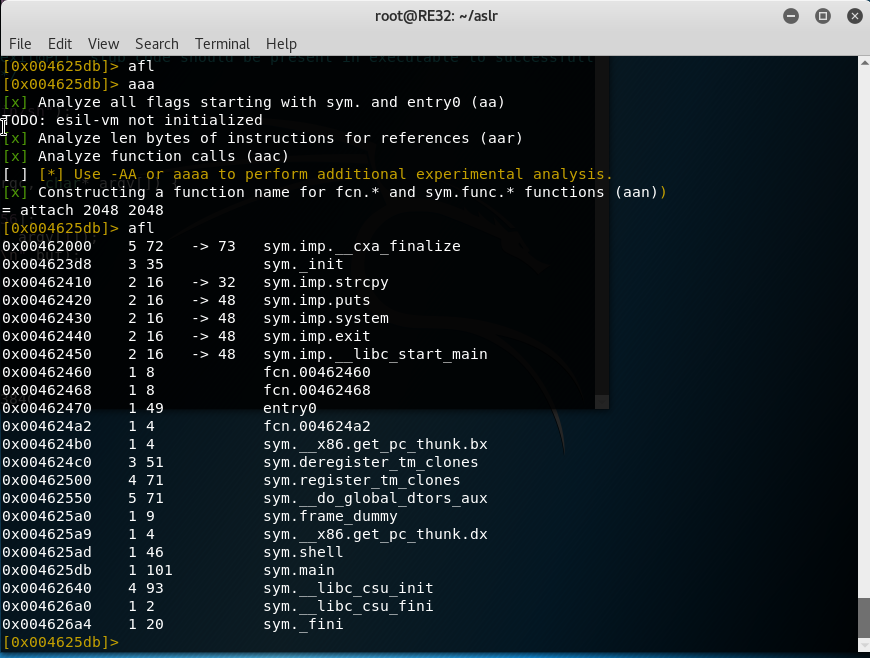 root@RE32: ~/aslr
File Edit View Search Terminal Help
[0x004625db]> afl
[0x004625db]> aaa
[x] Analyze all flags starting with sym. and entry0 (aa)
TODO: esil-vm not initialized
[x] Analyze len bytes of instructions for references (aar)
[x] Analyze function calls (aac)
[ ] [*] Use -AA or aaaa to perform additional experimental analysis.
[x] Constructing a function name for fcn.* and sym.func.* functions (aan))
= attach 2048 2048
[0x004625db]> afl
0x00462000    5 72   -> 73   sym.imp.__cxa_finalize
0x004623d8    3 35           sym._init
0x00462410    2 16   -> 32   sym.imp.strcpy
0x00462420    2 16   -> 48   sym.imp.puts
0x00462430    2 16   -> 48   sym.imp.system
0x00462440    2 16   -> 48   sym.imp.exit
0x00462450    2 16   -> 48   sym.imp.__libc_start_main
0x00462460    1 8            fcn.00462460
0x00462468    1 8            fcn.00462468
0x00462470    1 49           entry0
0x004624a2    1 4            fcn.004624a2
0x004624b0    1 4            sym.__x86.get_pc_thunk.bx
0x004624c0    3 51           sym.deregister_tm_clones
0x00462500    4 71           sym.register_tm_clones
0x00462550    5 71           sym.__do_global_dtors_aux
0x004625a0    1 9            sym.frame_dummy
0x004625a9    1 4            sym.__x86.get_pc_thunk.dx
0x004625ad    1 46           sym.shell
0x004625db    1 101          sym.main
0x00462640    4 93           sym.__libc_csu_init
0x004626a0    1 2            sym.__libc_csu_fini
0x004626a4    1 20           sym._fini
[0x004625db]>